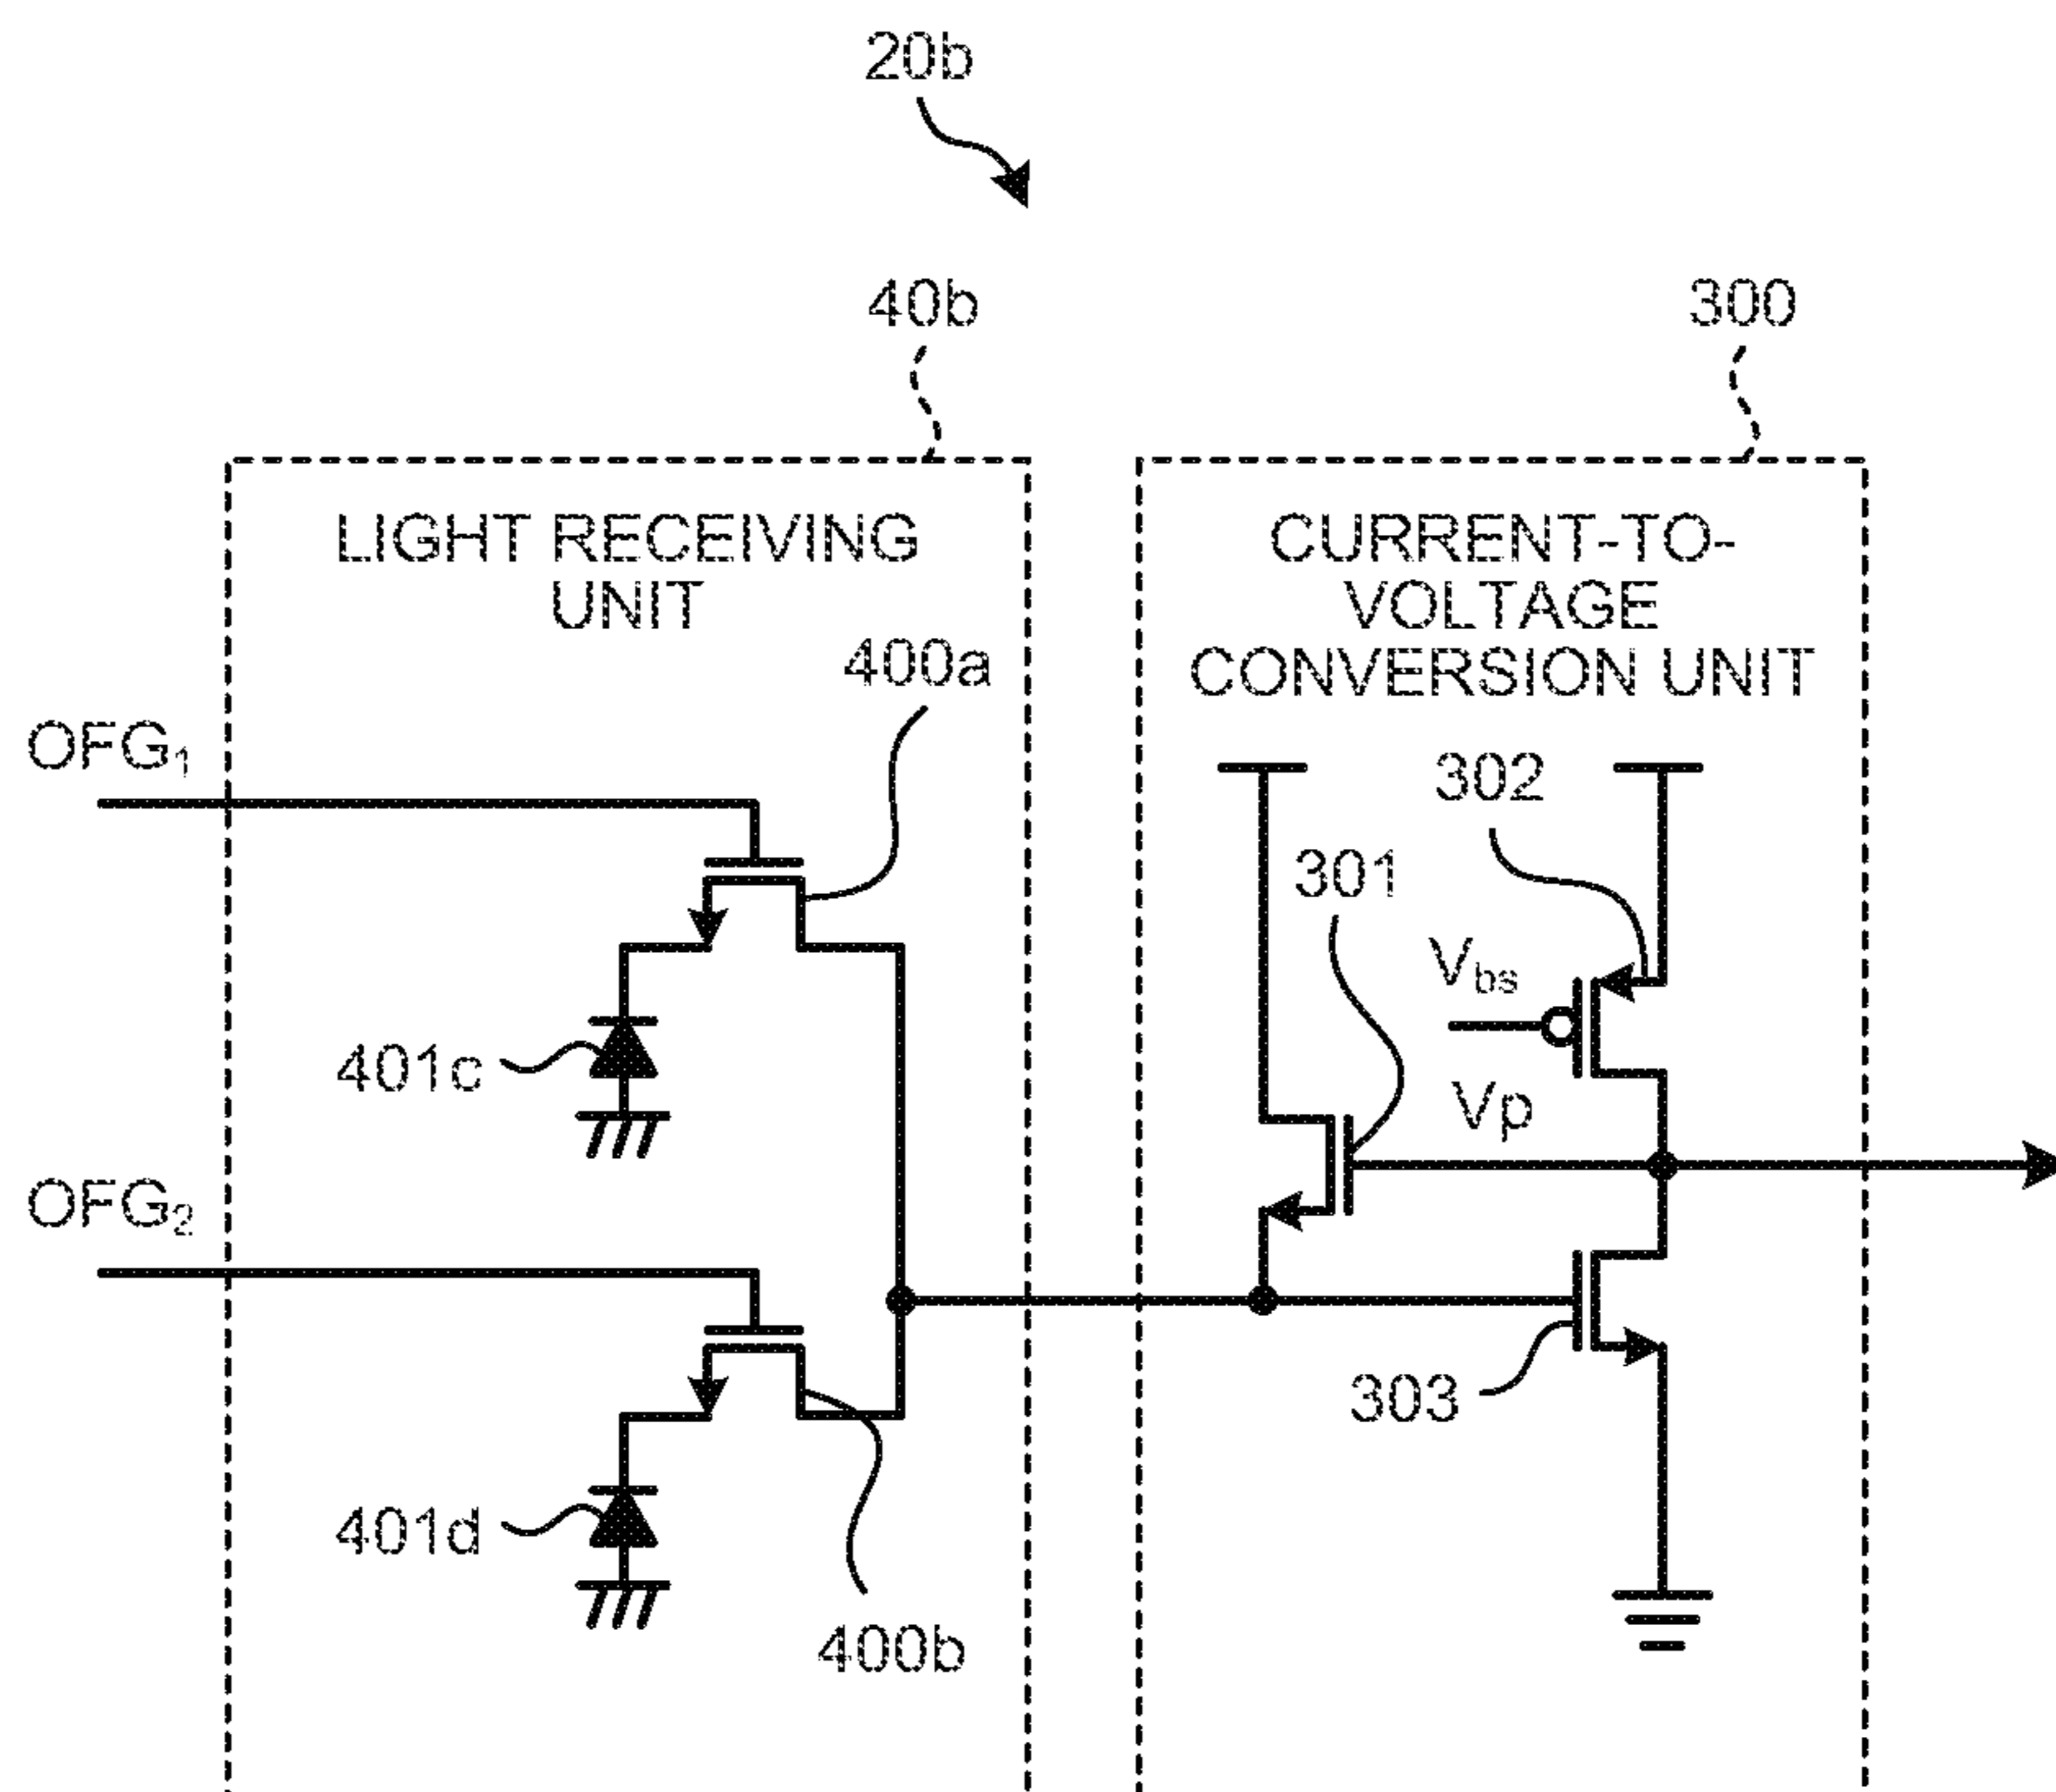 20b
40b
300
LIGHT RECEIVING
UNIT
CURRENT-TO-
VOLTAGE
CONVERSION UNIT
400a
OFG₁
302
301
V_bs
401c
Vp
OFG₂
303
401d
400b